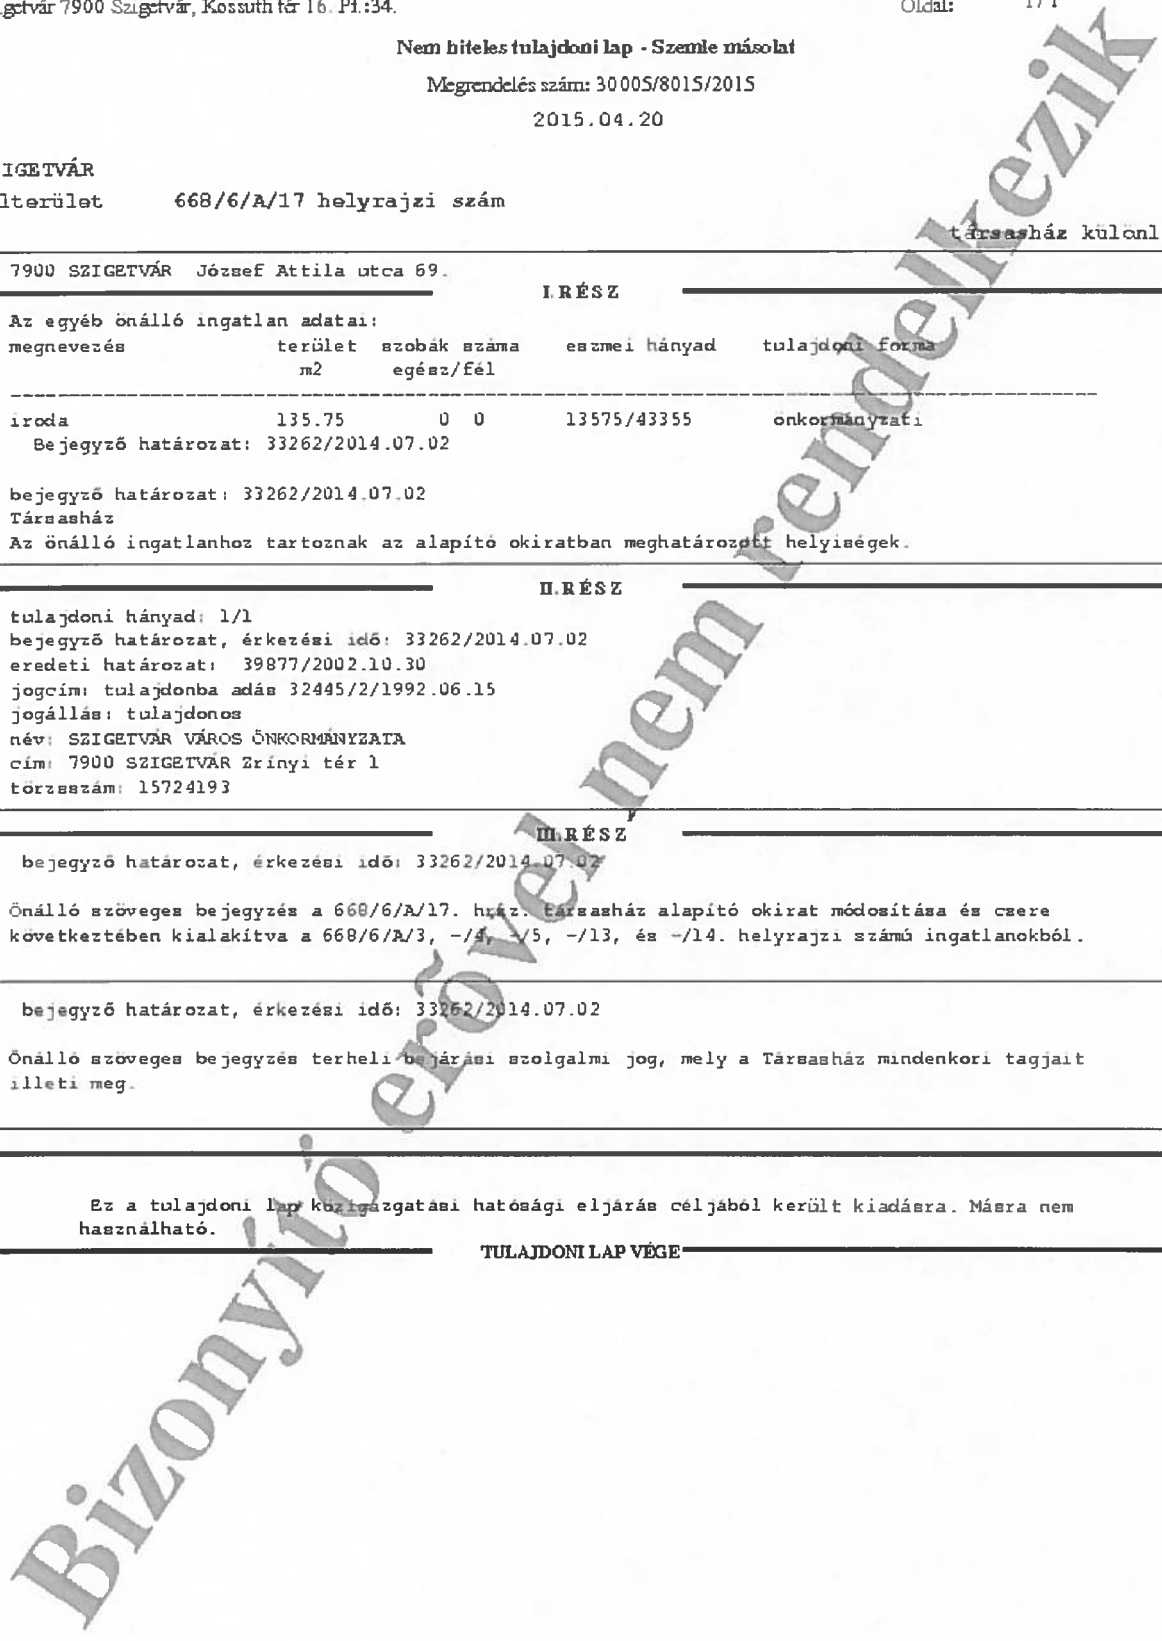 getvár 7900 Szigetvár, Kossuth tér 16. Pf.:34.
Oldal: 1 / 1
Nem hiteles tulajdoni lap - Szemle másolat
Megrendelés szám: 30005/8015/2015
2015.04.20
IGETVÁR
lterület 668/6/A/17 helyrajzi szám
társasház különl
7900 SZIGETVÁR József Attila utca 69.
I.RÉSZ
Az egyéb önálló ingatlan adatai:
megnevezés terület szobák száma eszmei hányad tulajdoni forma
m2 egész/fél
iroda 135.75 0 0 13575/43355 önkormányzati
Bejegyző határozat: 33262/2014.07.02
bejegyző határozat: 33262/2014.07.02
Társasház
Az önálló ingatlanhoz tartoznak az alapító okiratban meghatározott helyiségek.
II.RÉSZ
tulajdoni hányad: 1/1
bejegyző határozat, érkezési idő: 33262/2014.07.02
eredeti határozat: 39877/2002.10.30
jogcím: tulajdonba adás 32445/2/1992.06.15
jogállás: tulajdonos
név: SZIGETVÁR VÁROS ÖNKORMÁNYZATA
cím: 7900 SZIGETVÁR Zrínyi tér 1
törzsszám: 15724193
III.RÉSZ
bejegyző határozat, érkezési idő: 33262/2014.07.02
Önálló szöveges bejegyzés a 668/6/A/17. hrsz. társasház alapító okirat módosítása és csere
következtében kialakítva a 668/6/A/3, -/4, -/5, -/13, és -/14. helyrajzi számú ingatlanokból.
bejegyző határozat, érkezési idő: 33262/2014.07.02
Önálló szöveges bejegyzés terheli bejárási szolgalmi jog, mely a Társasház mindenkori tagjait
illeti meg.
Ez a tulajdoni lap közigazgatási hatósági eljárás céljából került kiadásra. Másra nem
használható.
TULAJDONI LAP VÉGE
Bizonyító erővel nem rendelkezik